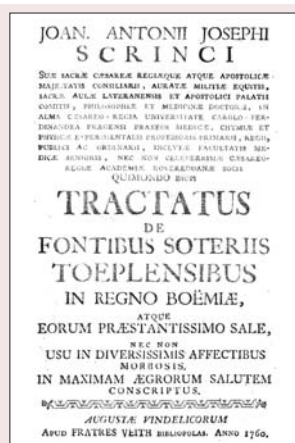 JOAN. ANTONII JOSEPHI
SCRINCI
SUÆ SACRÆ CÆSAREÆ REGIÆQUE ATQUE APOSTOLICÆ
MAJESTATIS CONSILIARII, AURATÆ MILITIÆ EQUITIS,
SACRÆ AULÆ LATERANENSIS ET APOSTOLICI PALATII
COMITIS, PHILOSOPHIÆ ET MEDICINÆ DOCTORIS, IN
ALMA CÆSAREO-REGIA UNIVERSITATE CAROLO-FER-
DINANDEA PRAGENSI PRAXEOS MEDICÆ, CHYMIÆ ET
PHYSICÆ EXPERIMENTALIS PROFESSORIS PRIMARII, REGII,
PUBLICI AC ORDINARII, INCLYTÆ FACULTATIS ME-
DICÆ SENIORIS, NEC NON CELEBERRIMÆ CÆSAREO-
REGIÆ ACADEMIÆ ROVEREDANÆ SOCII
TRACTATUS
DE
FONTIBUS SOTERIIS
TOEPLENSIBUS
IN REGNO BOËMIÆ,
ATQUE
EORUM PRÆSTANTISSIMO SALE,
NEC NON
USU IN DIVERSISSIMIS AFFECTIBUS
MORBOSIS,
IN MAXIMAM ÆGRORUM SALUTEM
CONSCRIPTUS.
AUGUSTÆ VINDELICORUM
APUD FRATRES VEITH BIBLIOPOLAS. ANNO 1760.